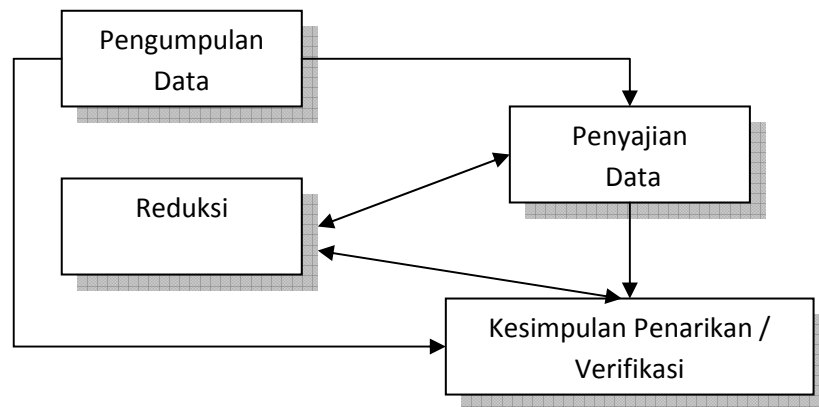 Pengumpulan
Data
Penyajian
Data
Reduksi
Kesimpulan Penarikan /
Verifikasi